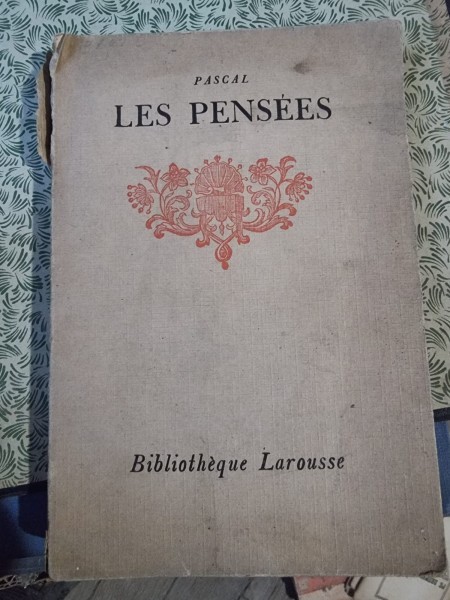 PASCAL
LES PENSÉES
Bibliothèque Larousse